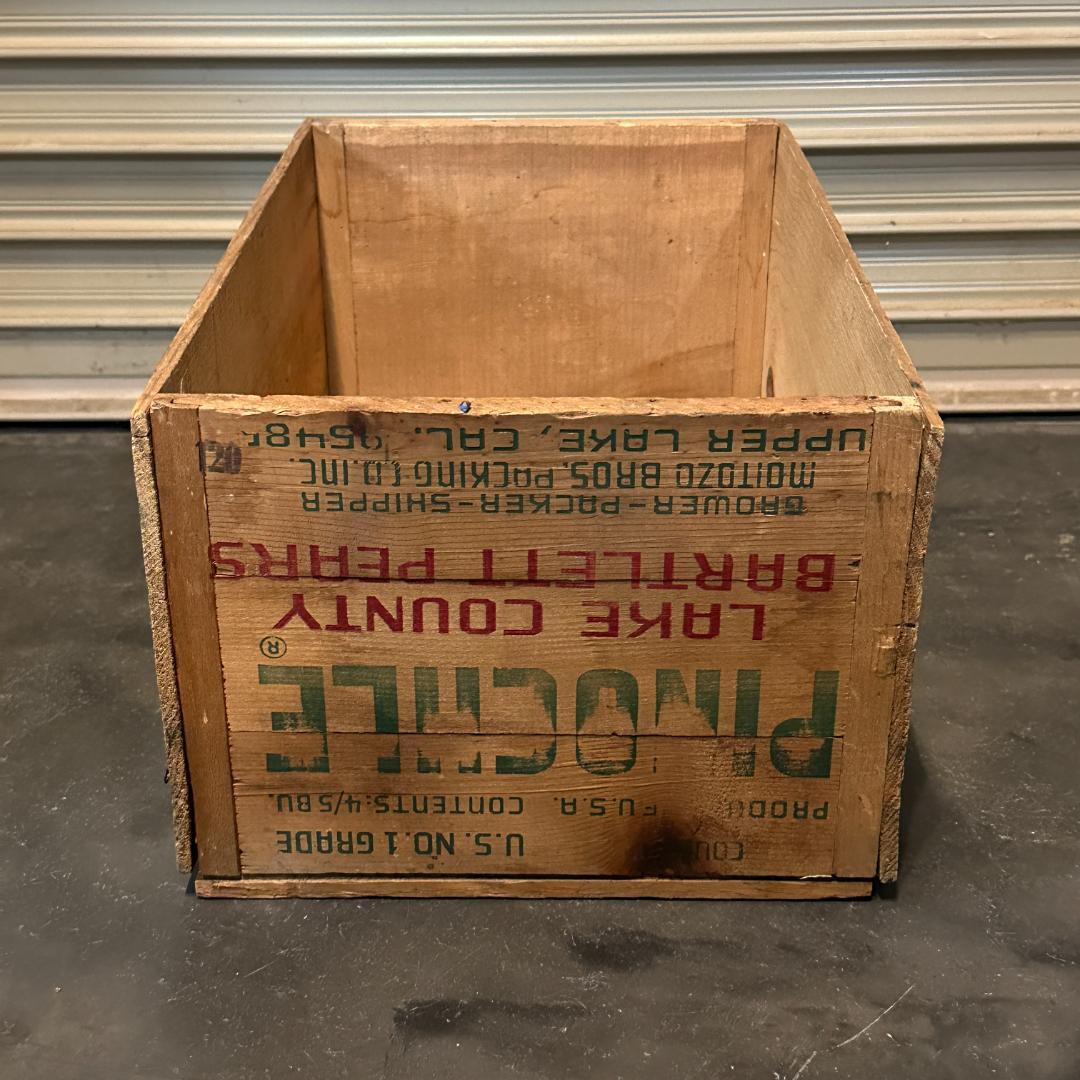 U.S. NO. 1 GRADE
U.S.A. CONTENTS:4/5 BU.
PINOCHLE®
LAKE COUNTY
BARTLETT PEARS
GROWER-PACKER-SHIPPER
MOITOZO BROS. PACKING CO. INC.
UPPER LAKE, CAL. 95485
120